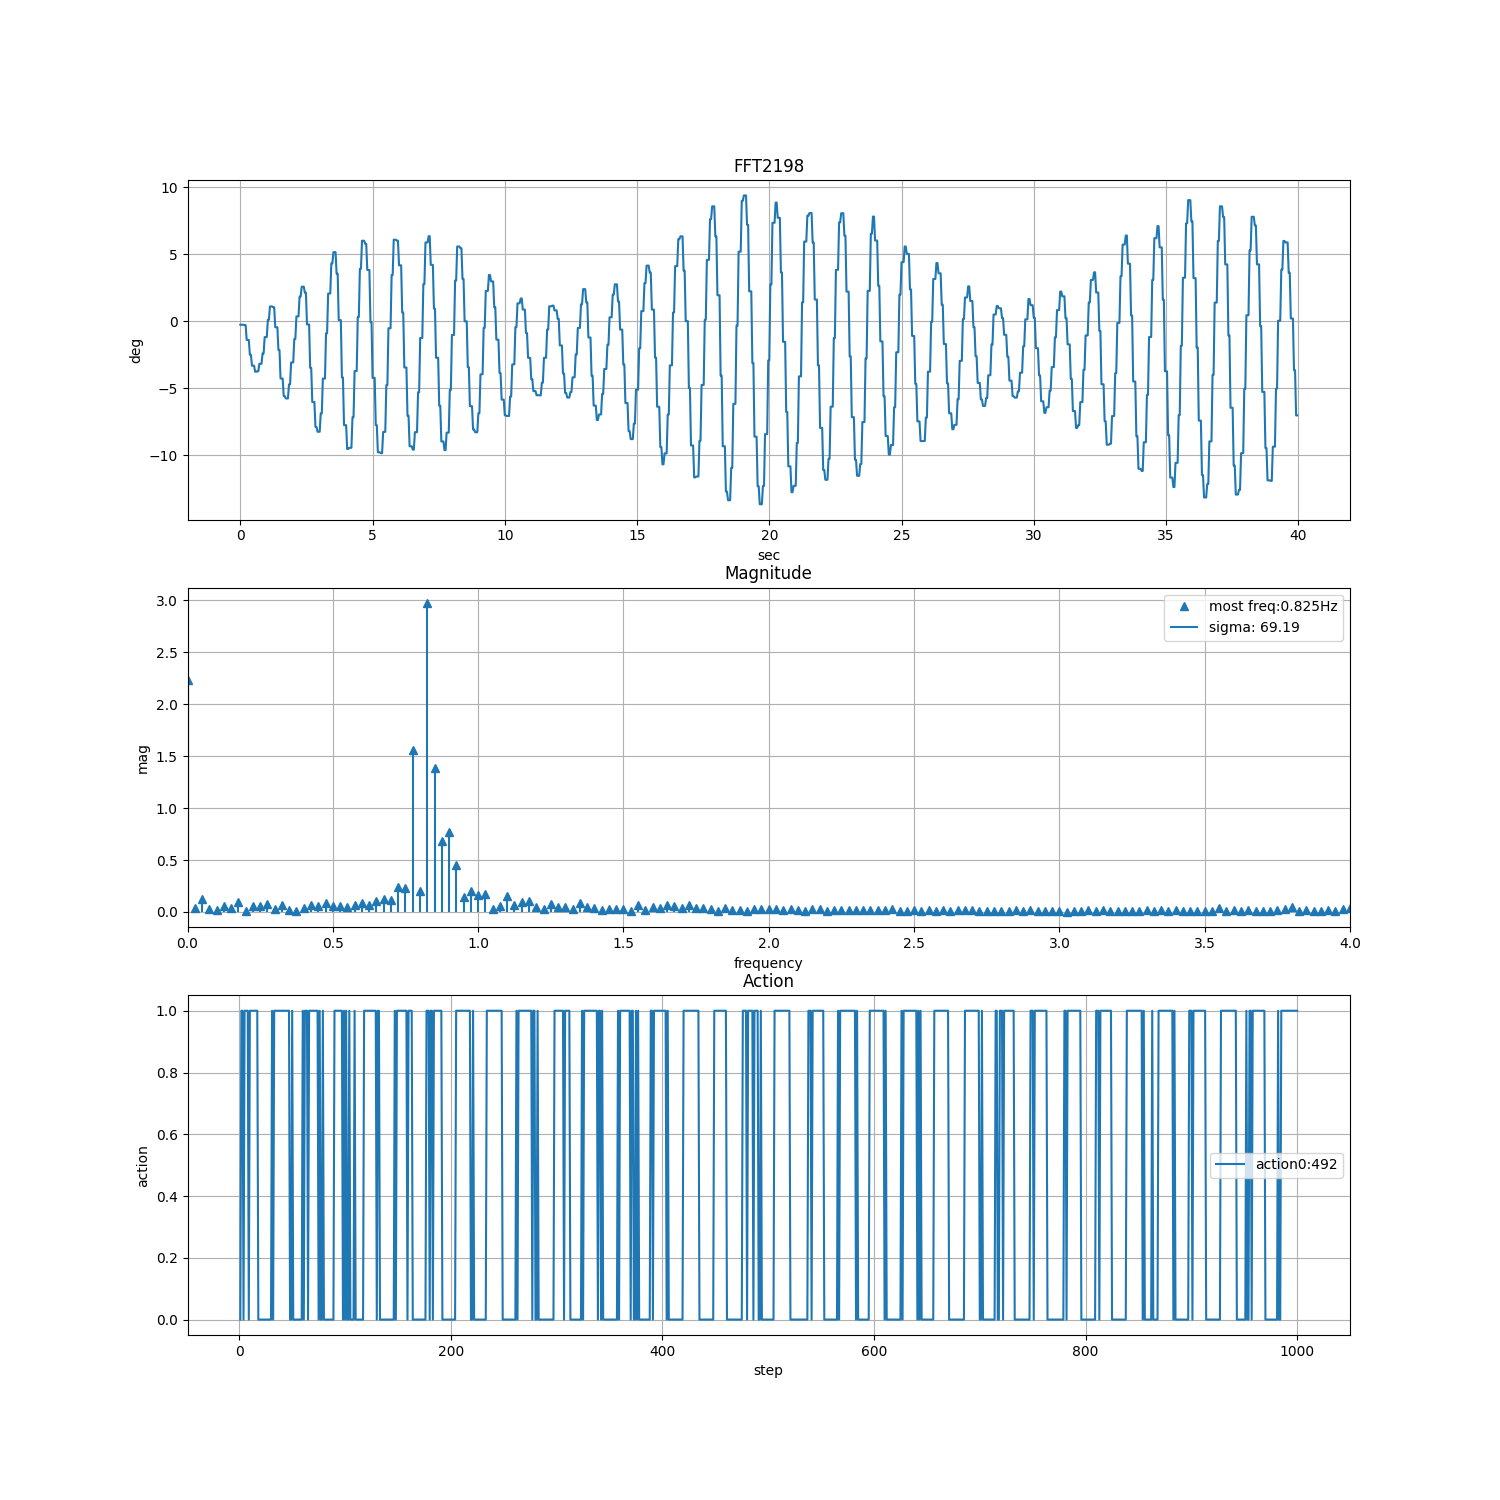 FFT2198
10
5
0
−5
−10
deg
0 5 10 15 20 25 30 35 40
sec
Magnitude
3.0
2.5
2.0
1.5
1.0
0.5
0.0
mag
most freq:0.825Hz
sigma: 69.19
0.0 0.5 1.0 1.5 2.0 2.5 3.0 3.5 4.0
frequency
Action
1.0
0.8
0.6
0.4
0.2
0.0
action
action0:492
0 200 400 600 800 1000
step